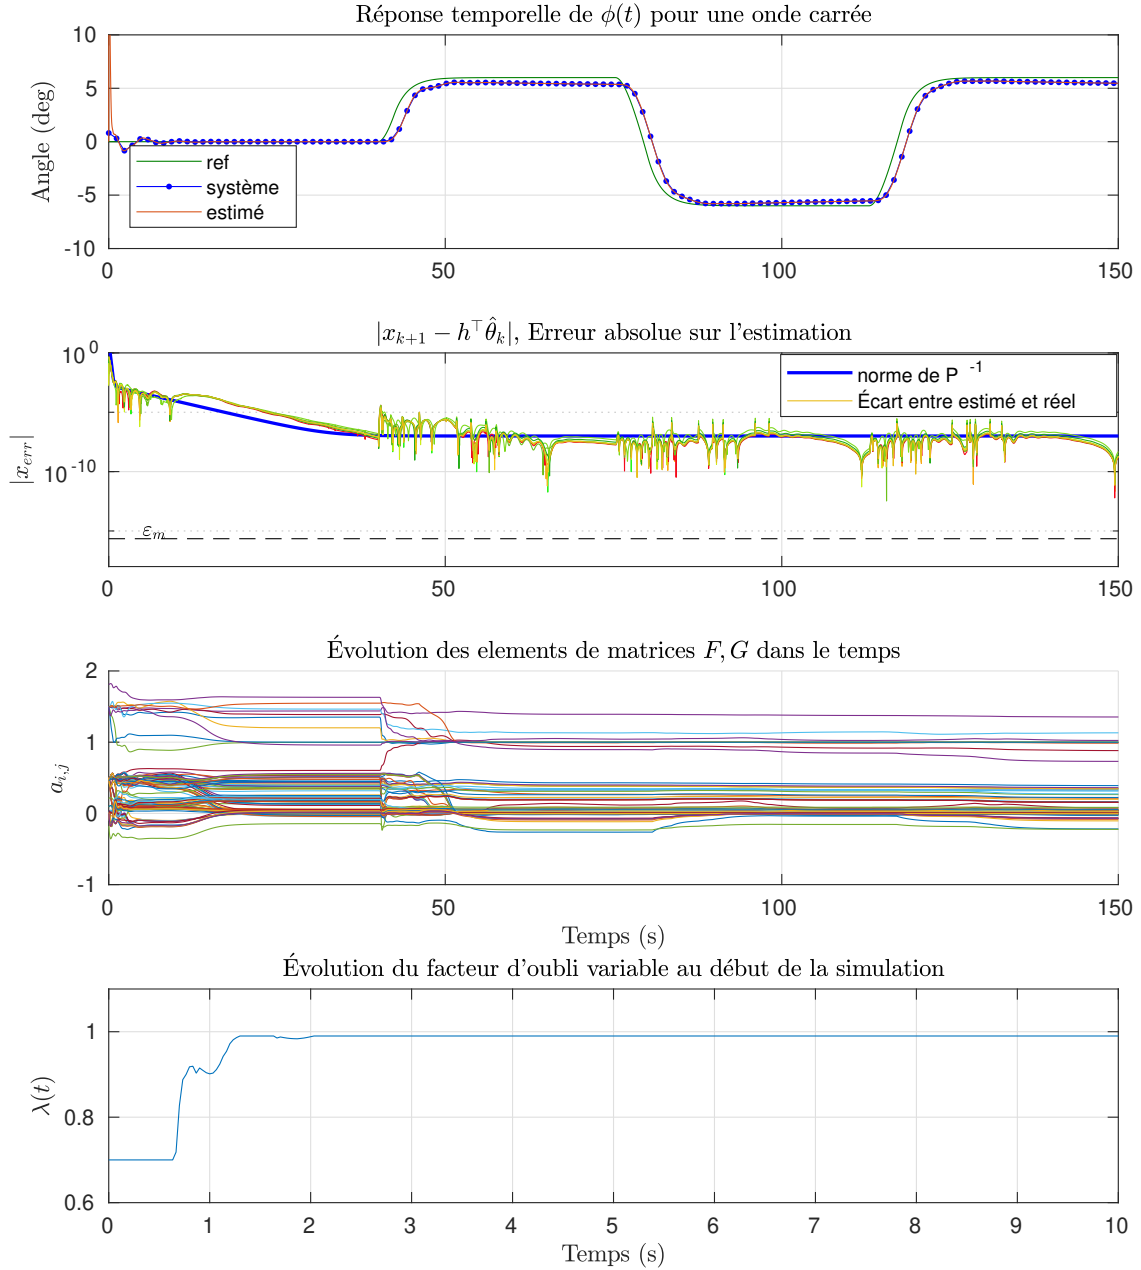 Réponse temporelle de ϕ(t) pour une onde carrée
10
5
0
-5
-10
Angle (deg)
ref
système
estimé
0
50
100
150
|x_{k+1} − h^⊤ θ̂_k|, Erreur absolue sur l'estimation
10^0
10^{-10}
|x_{err}|
norme de P ^{-1}
Écart entre estimé et réel
ε_m
0
50
100
150
Évolution des elements de matrices F, G dans le temps
2
1
0
-1
a_{i,j}
0
50
100
150
Temps (s)
Évolution du facteur d'oubli variable au début de la simulation
1
0.8
0.6
λ(t)
0 1 2 3 4 5 6 7 8 9 10
Temps (s)